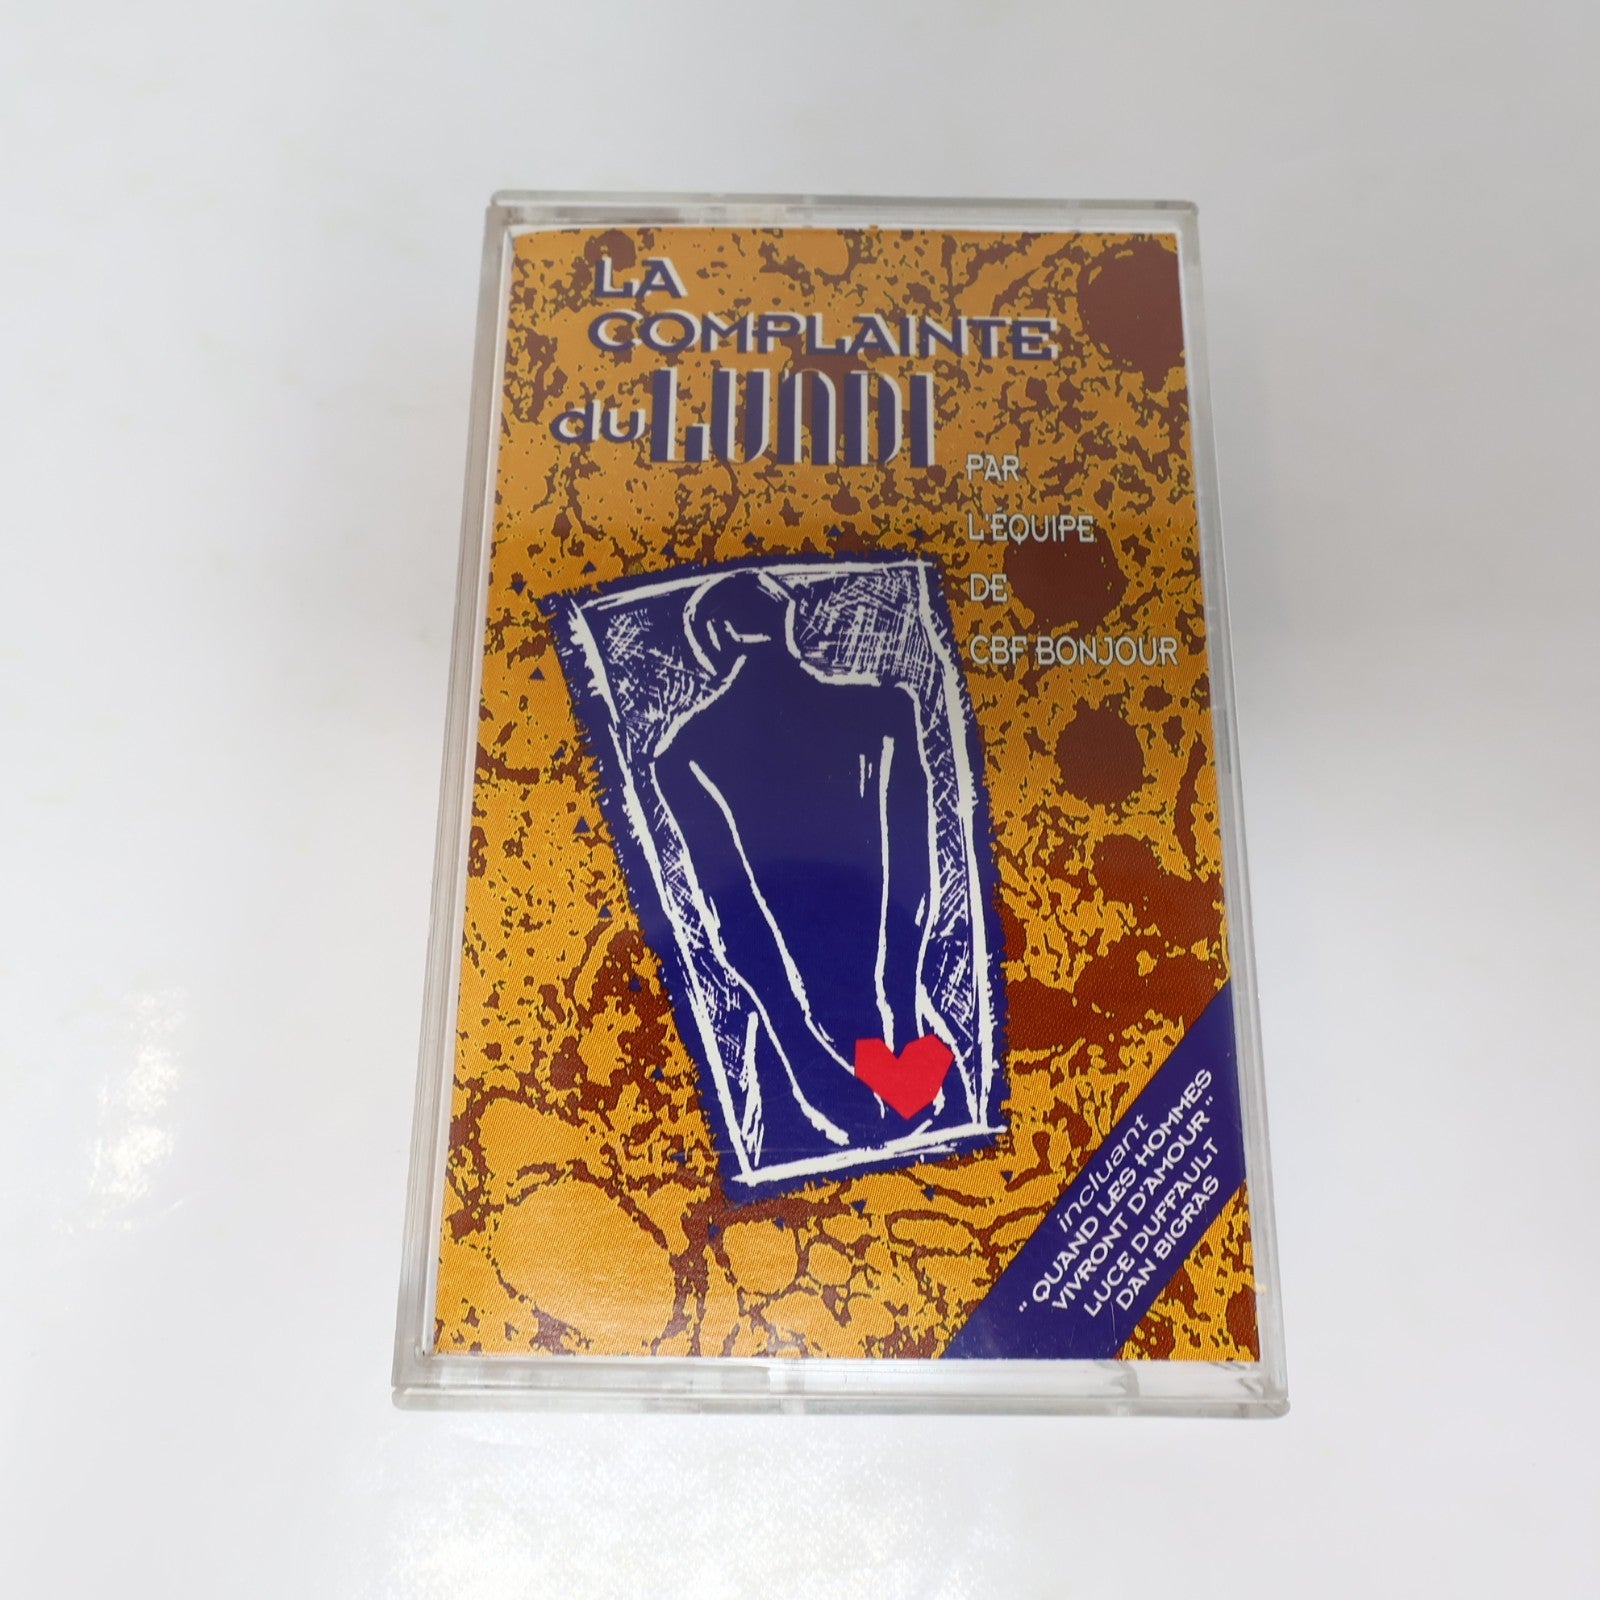 LA
COMPLAINTE
du LUNDI
PAR
L'ÉQUIPE
DE
CBF BONJOUR
incluant
"QUAND LES HOMMES
VIVRONT D'AMOUR"
LUCE DUFFAULT
DAN BIGRAS